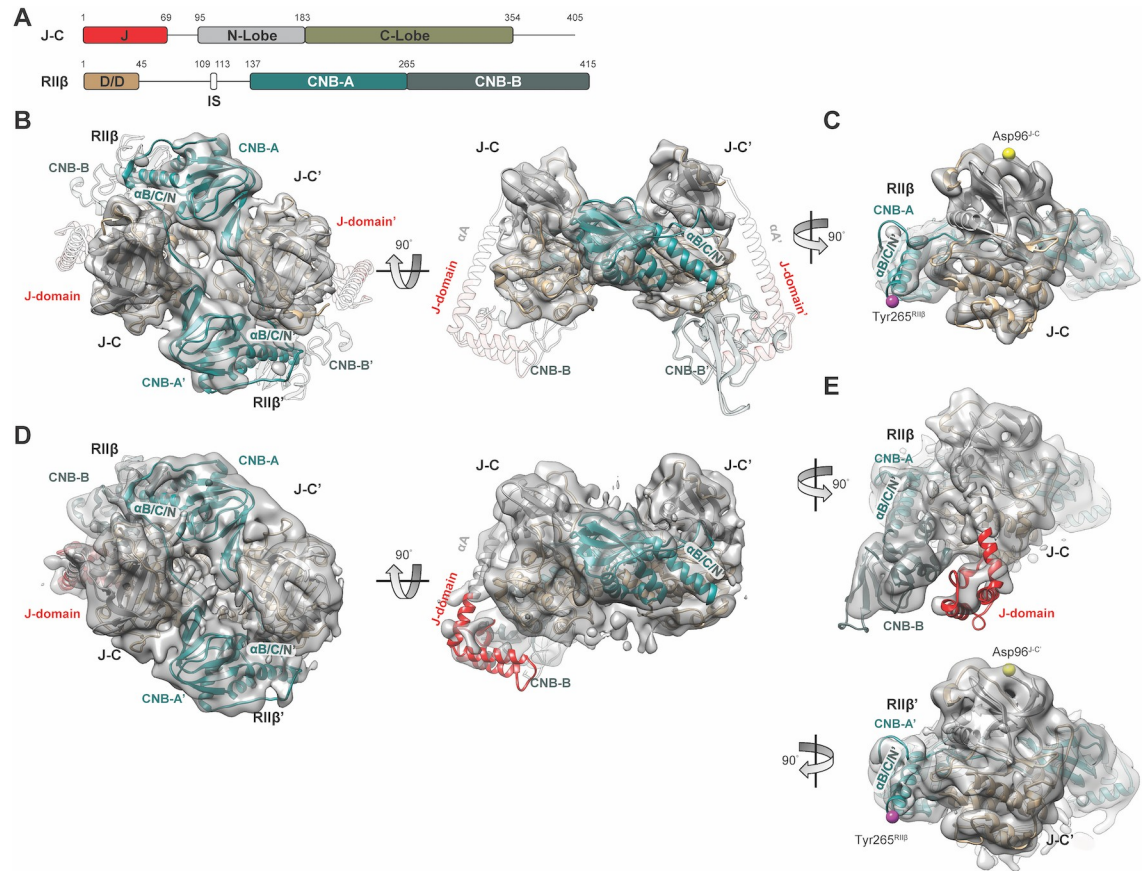 A
1 69 95 183 354 405
J-C J N-Lobe C-Lobe
1 45 109 113 137 265 415
RIIβ D/D CNB-A CNB-B
IS
B
RIIβ
CNB-A
CNB-B
αB/C/N
J-C'
J-domain'
J-domain
J-C
αB/C/N'
CNB-A'
CNB-B'
RIIβ'
90°
J-C
J-C'
αA
αA'
αB/C/N'
J-domain
J-domain'
CNB-B
CNB-B'
90°
C
Asp96J-C
RIIβ
CNB-A
αB/C/N'
Tyr265RIIβ
J-C
D
RIIβ
CNB-A
CNB-B
J-C'
αB/C/N
J-domain
J-C
αB/C/N'
CNB-A'
RIIβ'
90°
J-C
J-C'
αA
αB/C/N'
J-domain
CNB-B
E
90°
RIIβ
CNB-A
αB/C/N'
J-C
CNB-B
J-domain
90°
Asp96J-C'
RIIβ'
CNB-A'
αB/C/N'
Tyr265RIIβ
J-C'